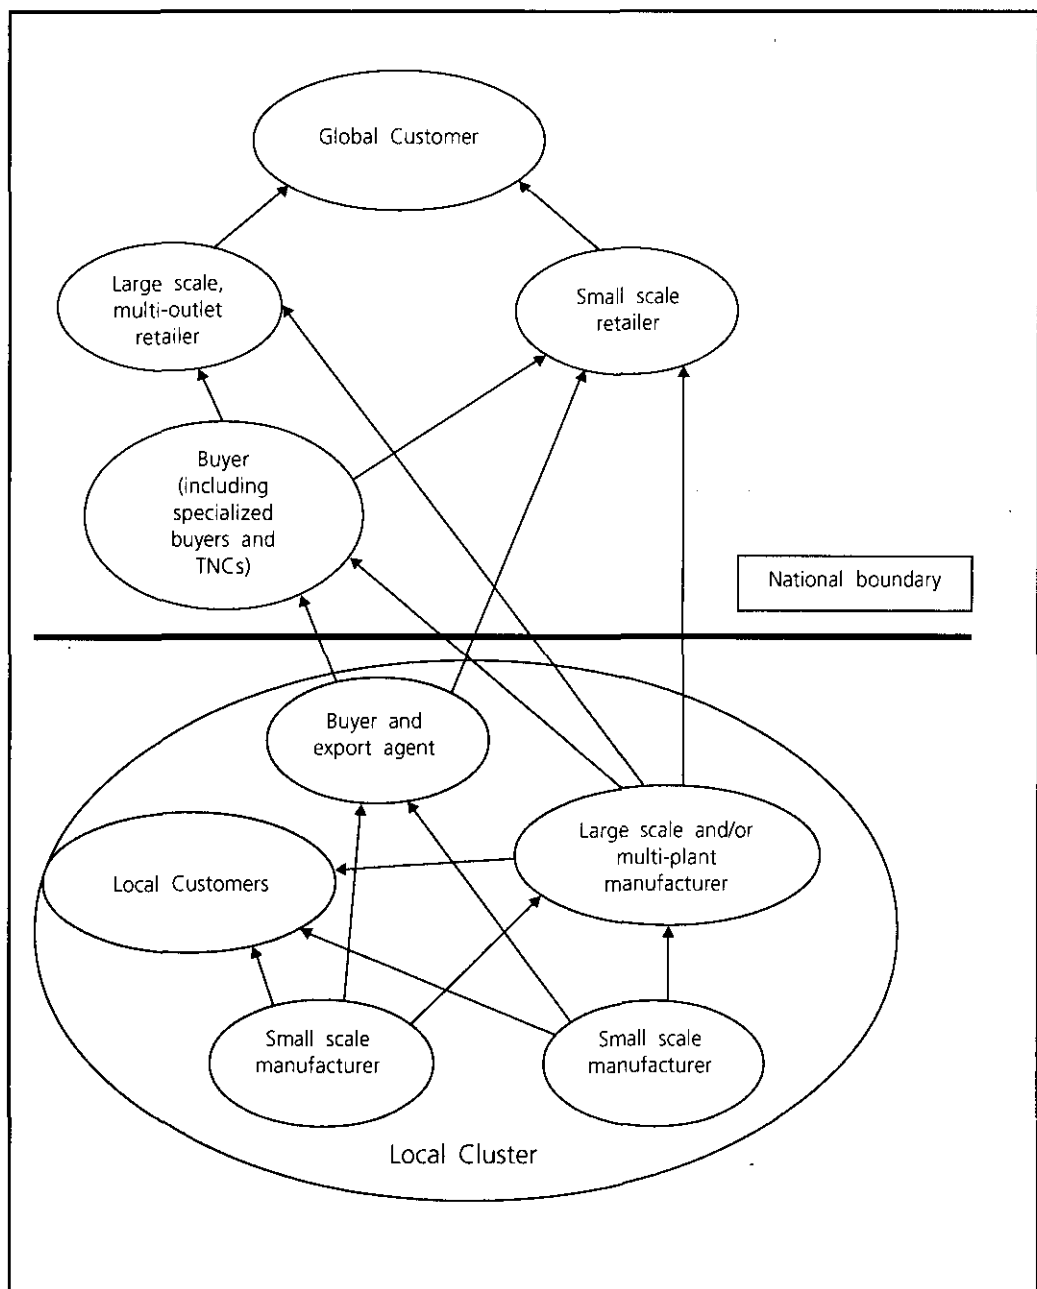 Global Customer
Large scale,
multi-outlet
retailer
Small scale
retailer
Buyer
(including
specialized
buyers and
TNCs)
National boundary
Buyer and
export agent
Large scale and/or
multi-plant
manufacturer
Local Customers
Small scale
manufacturer
Small scale
manufacturer
Local Cluster